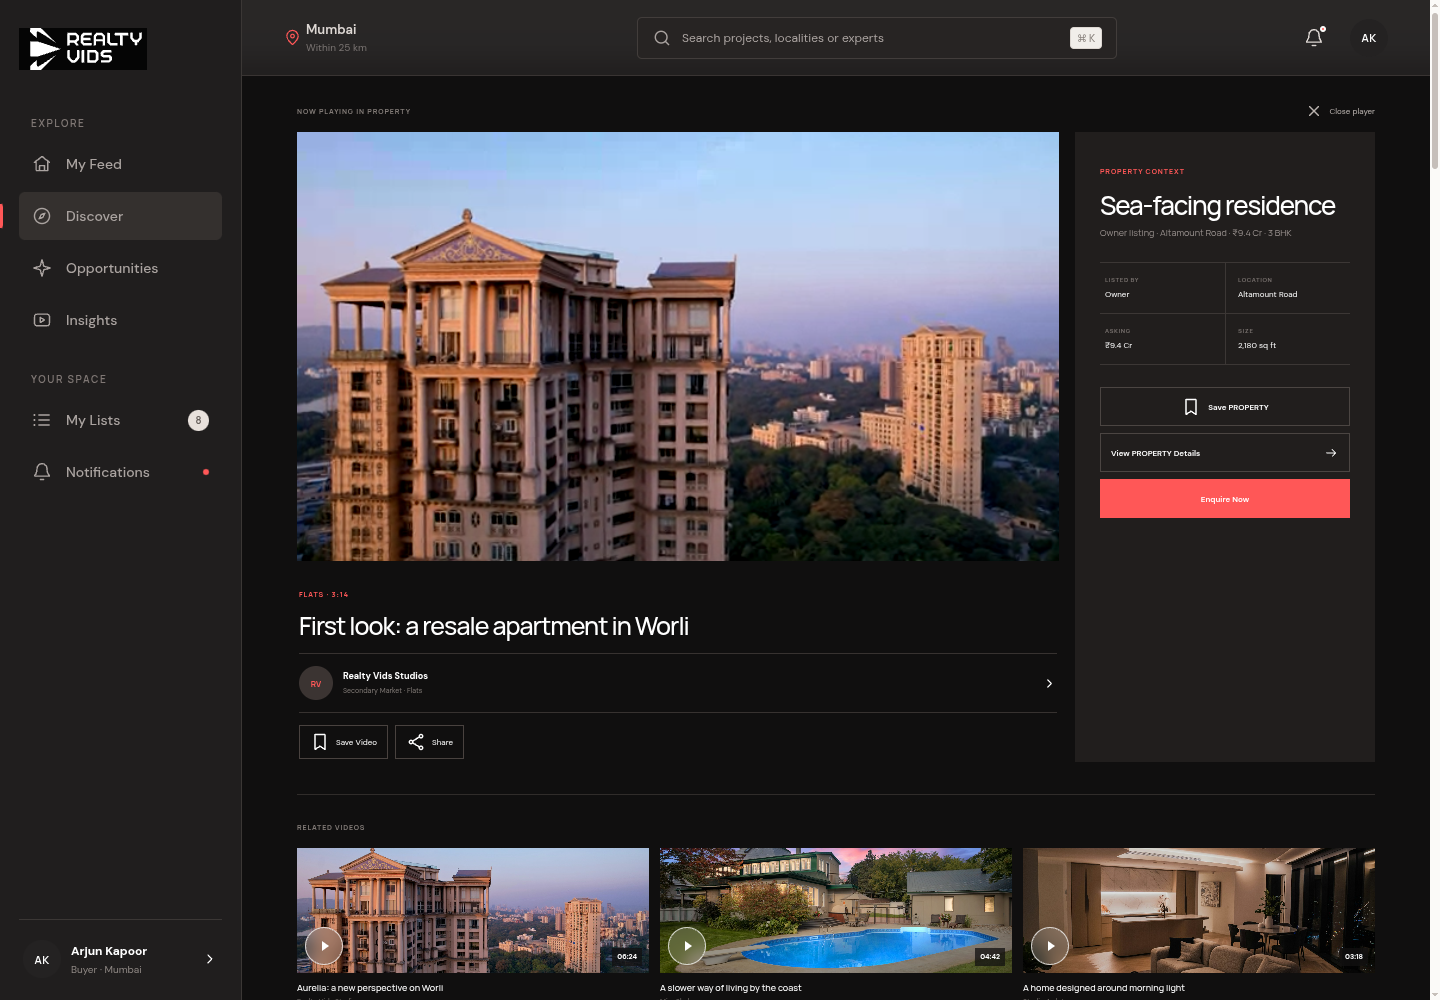 REALTY
VIDS
EXPLORE
My Feed
Discover
Opportunities
Insights
YOUR SPACE
My Lists
8
Notifications
AK
Arjun Kapoor
Buyer · Mumbai
Mumbai
Within 25 km
Search projects, localities or experts
⌘ K
AK
NOW PLAYING IN PROPERTY
Close player
FLATS · 3:14
First look: a resale apartment in Worli
RV
Realty Vids Studios
Secondary Market · Flats
Save Video
Share
PROPERTY CONTEXT
Sea-facing residence
Owner listing · Altamount Road · ₹9.4 Cr · 3 BHK
LISTED BY
Owner
LOCATION
Altamount Road
ASKING
₹9.4 Cr
SIZE
2,180 sq ft
Save PROPERTY
View PROPERTY Details
Enquire Now
RELATED VIDEOS
06:24
Aurelia: a new perspective on Worli
04:42
A slower way of living by the coast
03:18
A home designed around morning light